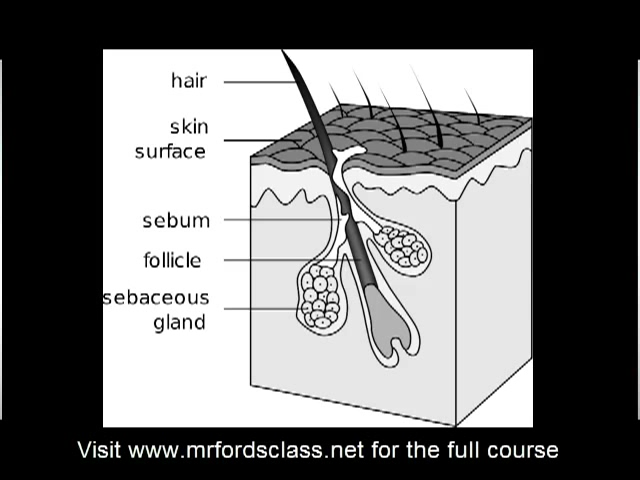 hair
skin
surface
sebum
follicle
sebaceous
gland
Visit www.mrfordsclass.net for the full course